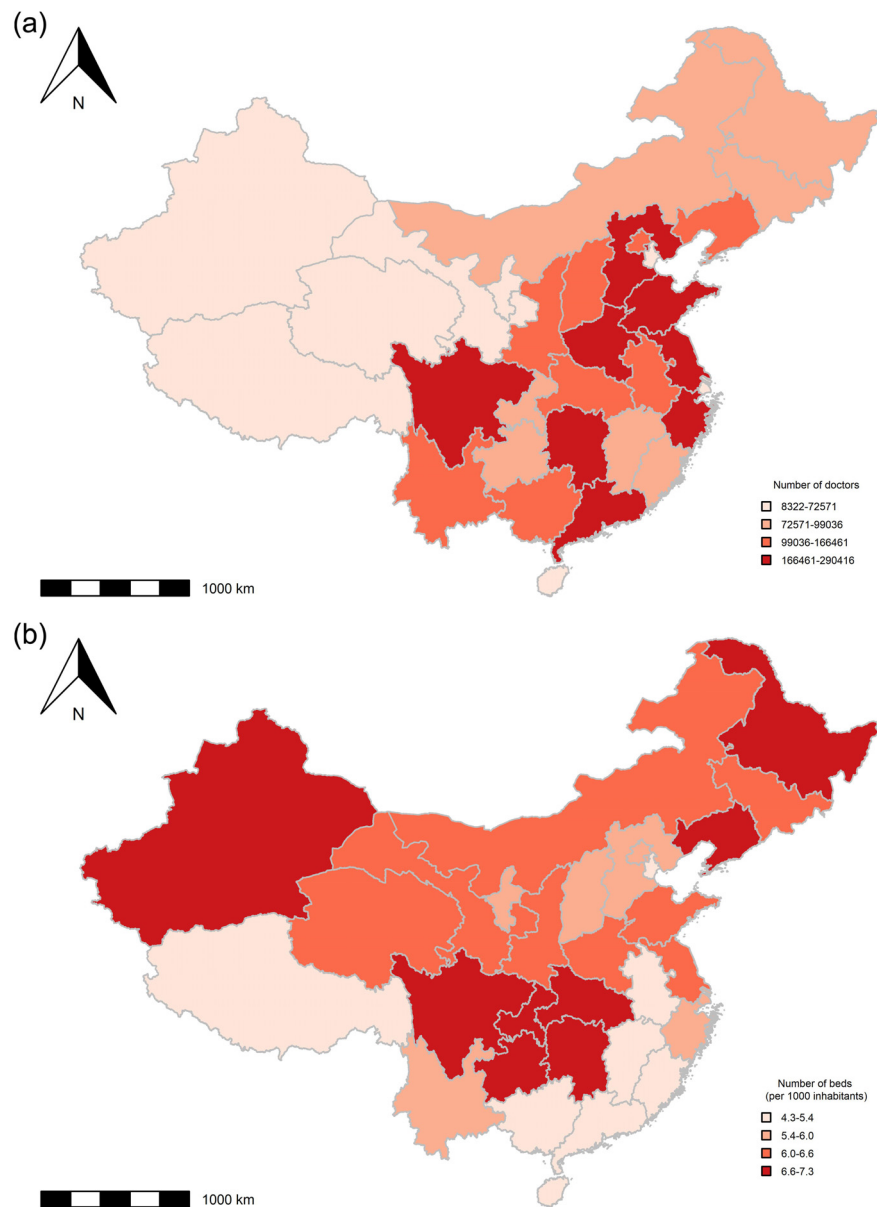 (a)
N
Number of doctors
8322-72571
72571-99036
99036-166461
166461-290416
1000 km
(b)
N
Number of beds
(per 1000 inhabitants)
4.3-5.4
5.4-6.0
6.0-6.6
6.6-7.3
1000 km